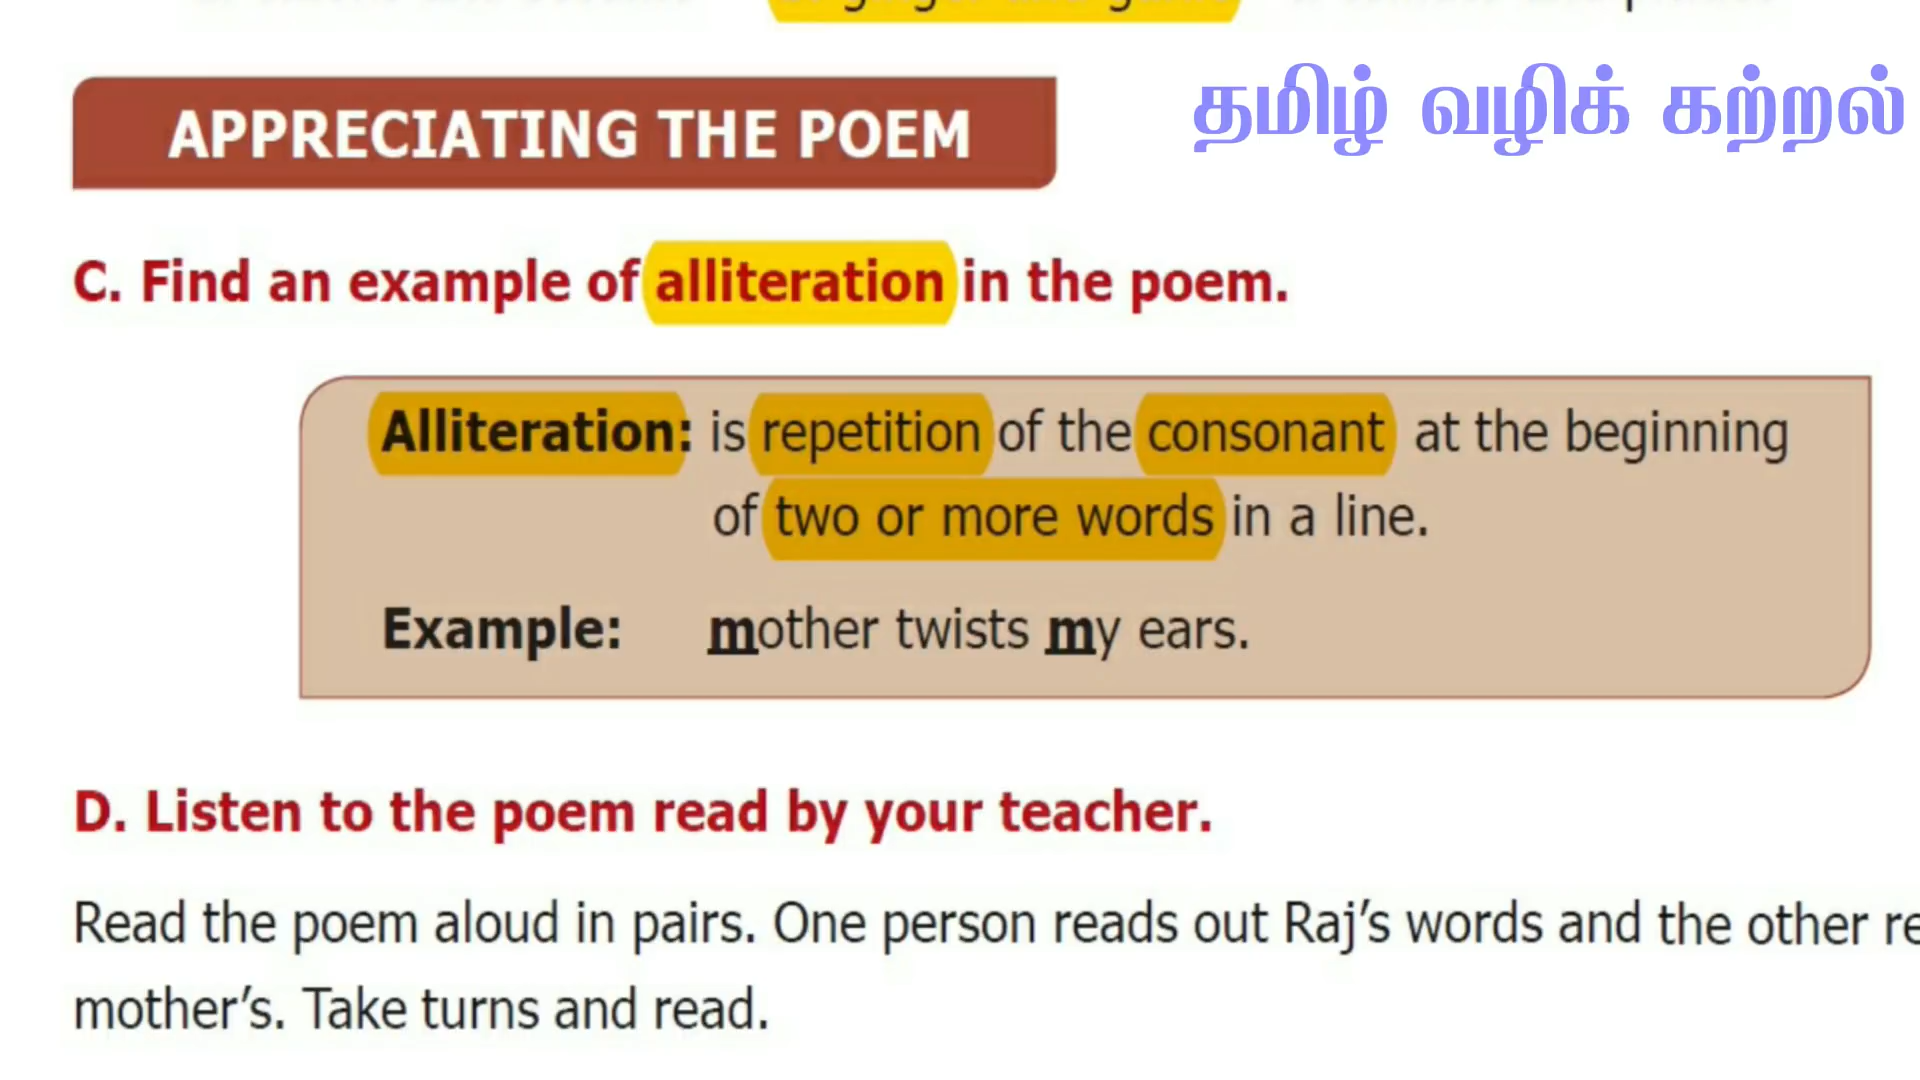 APPRECIATING THE POEM
தமிழ் வழிக் கற்றல்
C. Find an example of alliteration in the poem.
Alliteration: is repetition of the consonant at the beginning
of two or more words in a line.
Example: mother twists my ears.
D. Listen to the poem read by your teacher.
Read the poem aloud in pairs. One person reads out Raj’s words and the other
mother’s. Take turns and read.